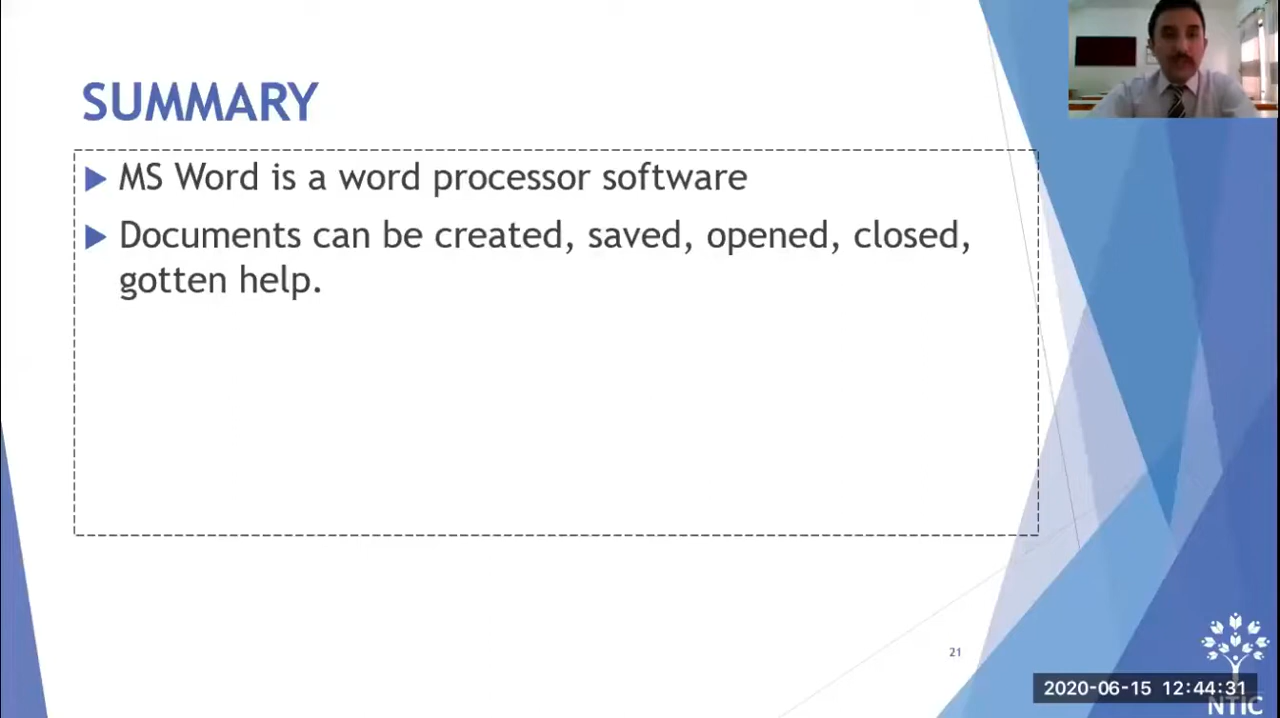 SUMMARY
MS Word is a word processor software
Documents can be created, saved, opened, closed,
gotten help.
21
2020-06-15 12:44:31
NTIC